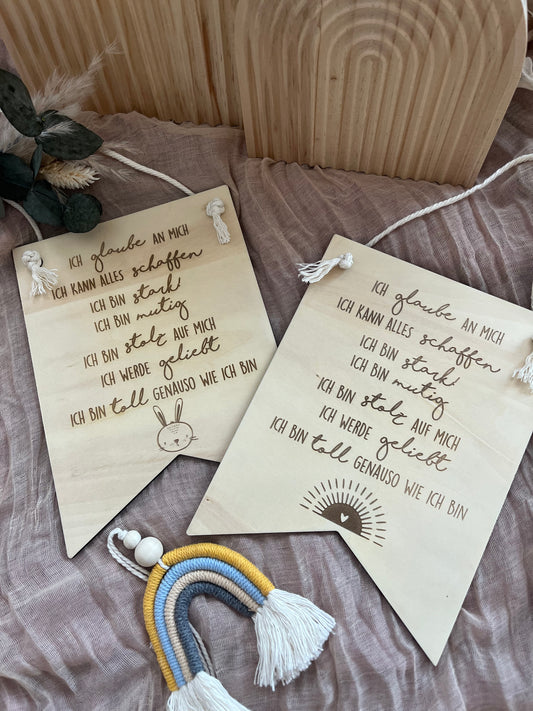 ICH glaube AN MICH
ICH KANN ALLES schaffen
ICH BIN stark
ICH BIN mutig
ICH BIN stolz AUF MICH
ICH WERDE geliebt
ICH BIN toll GENAUSO WIE ICH BIN
ICH glaube AN MICH
ICH KANN ALLES schaffen
ICH BIN stark
ICH BIN mutig
ICH BIN stolz AUF MICH
ICH WERDE geliebt
ICH BIN toll GENAUSO WIE ICH BIN